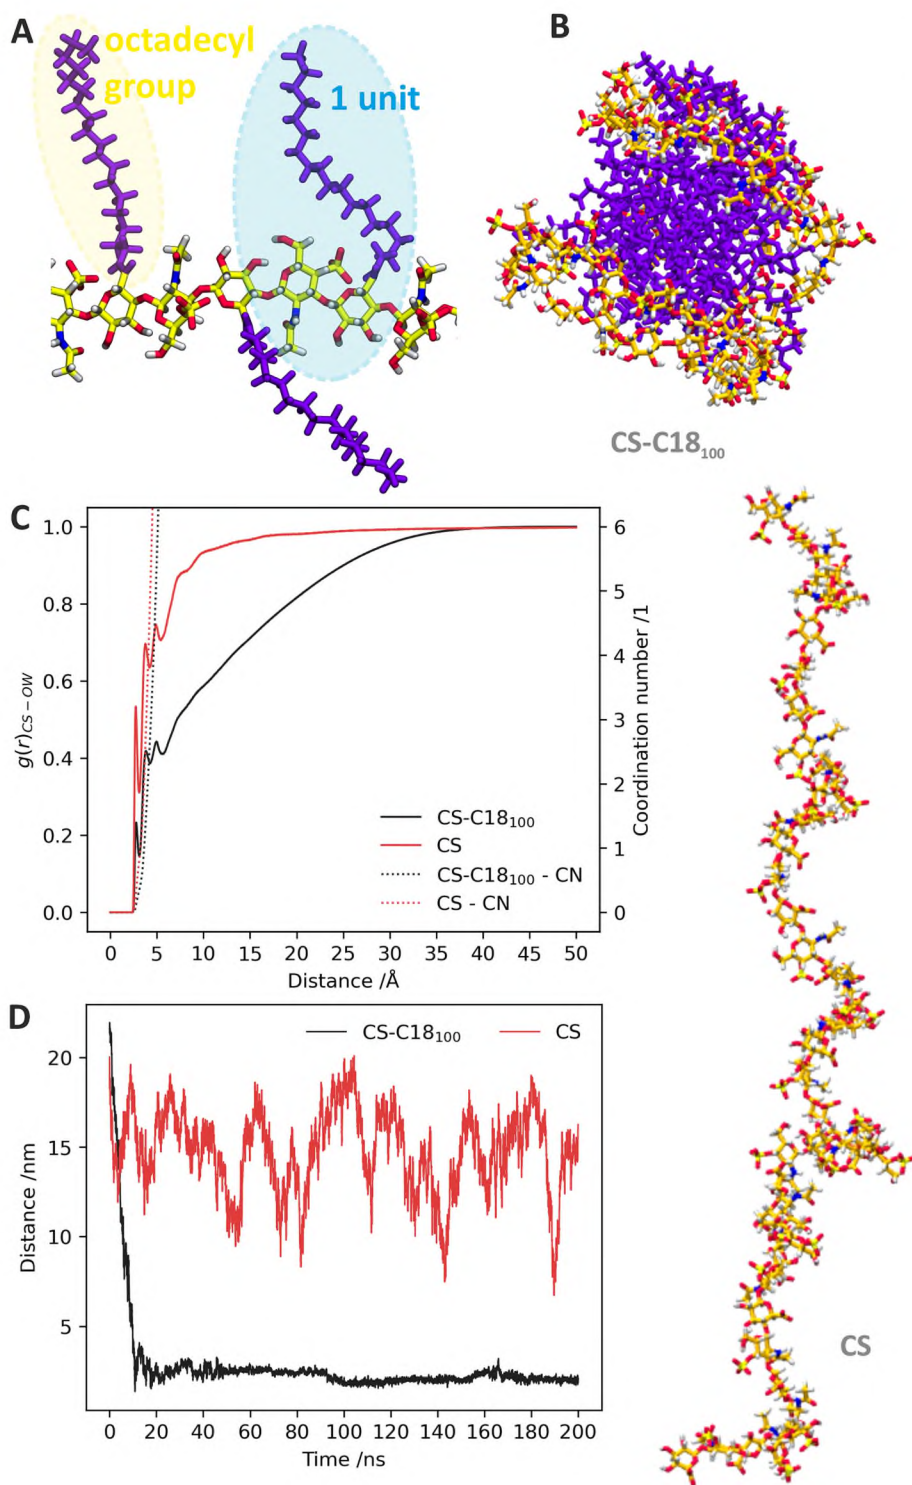 A
octadecyl
group
1 unit
B
CS-C18₁₀₀
C
1.0
0.8
0.6
0.4
0.2
0.0
g(r)CS−OW
6
5
4
3
2
1
0
Coordination number /1
CS-C18₁₀₀
CS
CS-C18₁₀₀ - CN
CS - CN
0 5 10 15 20 25 30 35 40 45 50
Distance /Å
D
CS-C18₁₀₀ CS
20
15
10
5
Distance /nm
0 20 40 60 80 100 120 140 160 180 200
Time /ns
CS